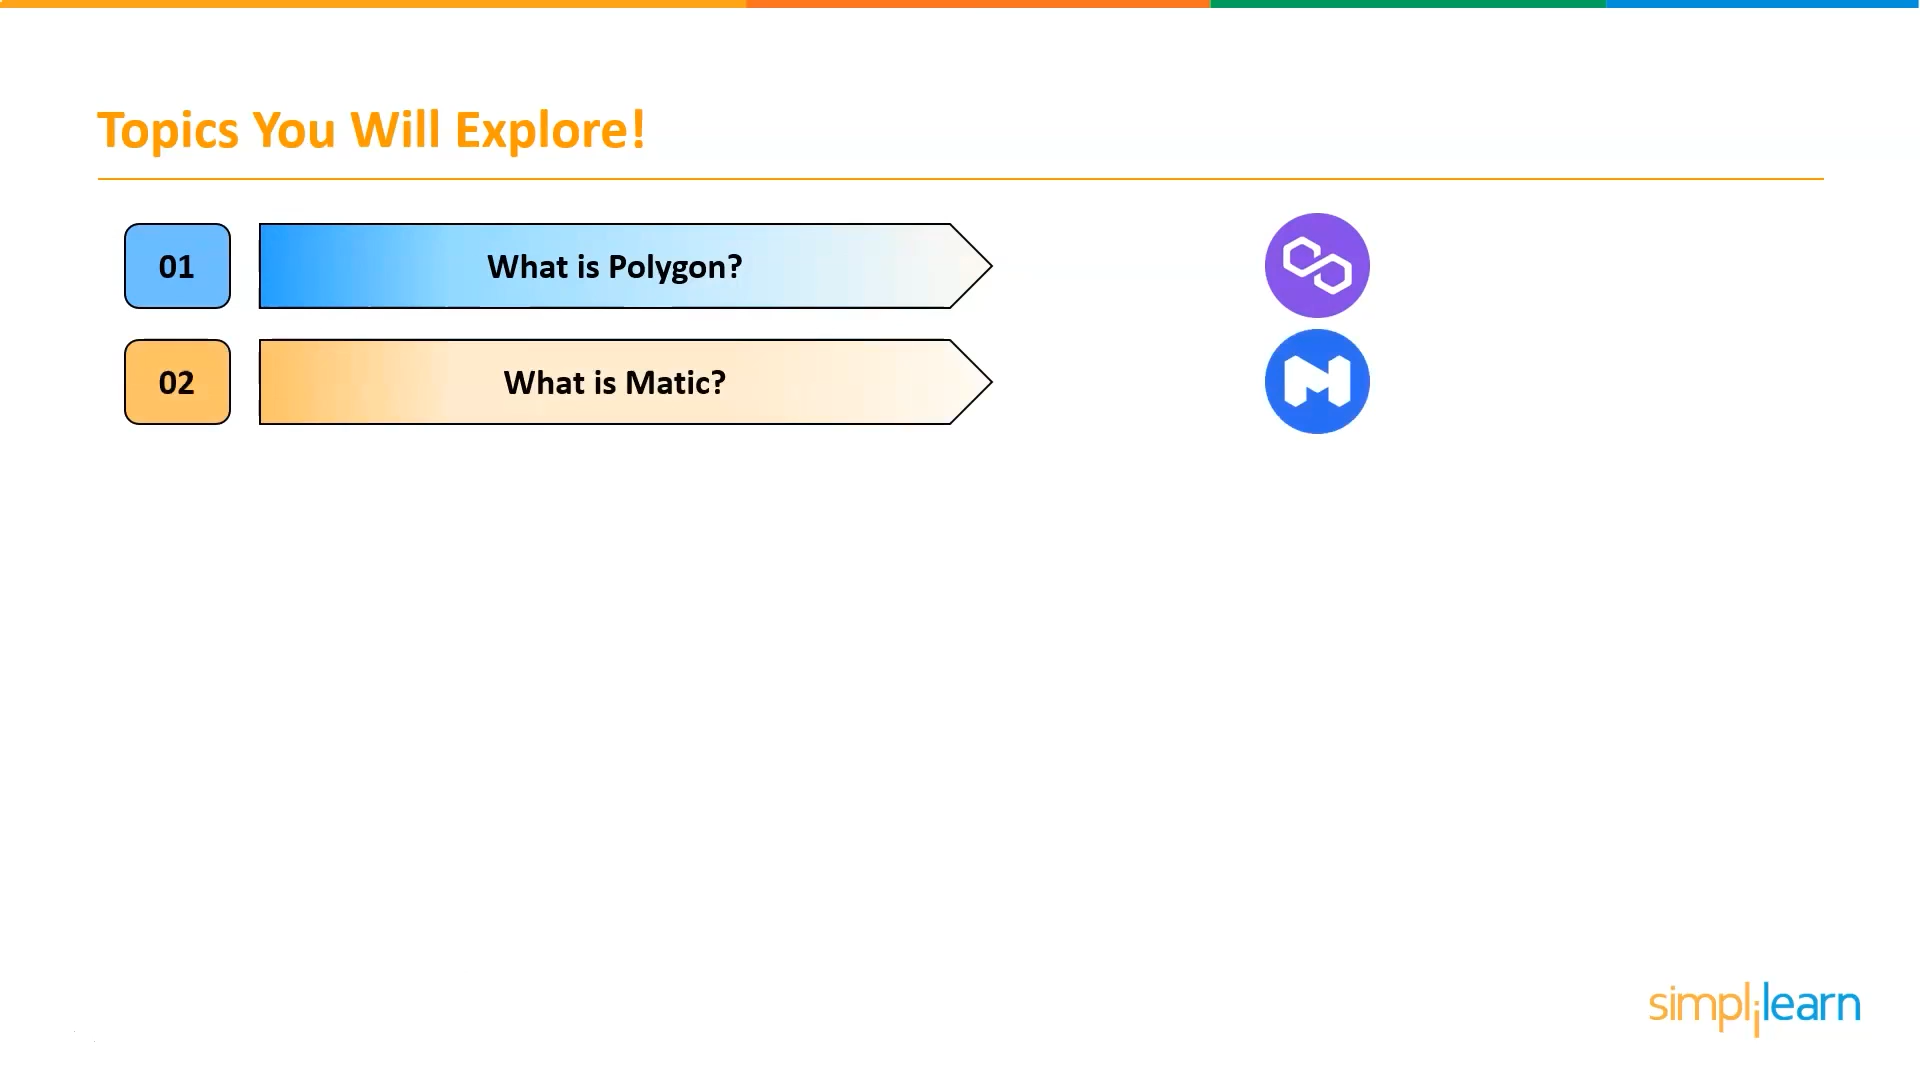 Topics You Will Explore!
01
What is Polygon?
02
What is Matic?
simplilearn